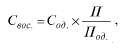 Cвос. = Cод. × П / Под. ,